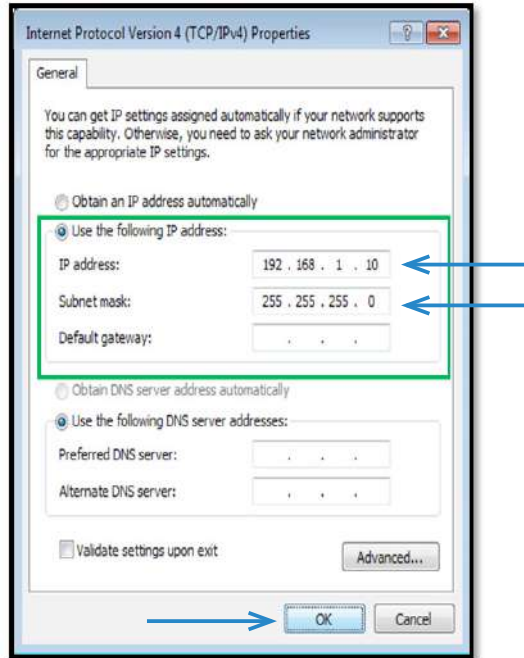 Internet Protocol Version 4 (TCP/IPv4) Properties
General
You can get IP settings assigned automatically if your network supports
this capability. Otherwise, you need to ask your network administrator
for the appropriate IP settings.
Obtain an IP address automatically
Use the following IP address:
IP address: 192 . 168 . 1 . 10
Subnet mask: 255 . 255 . 255 . 0
Default gateway: . . .
Obtain DNS server address automatically
Use the following DNS server addresses:
Preferred DNS server: . . .
Alternate DNS server: . . .
Validate settings upon exit
Advanced...
OK Cancel